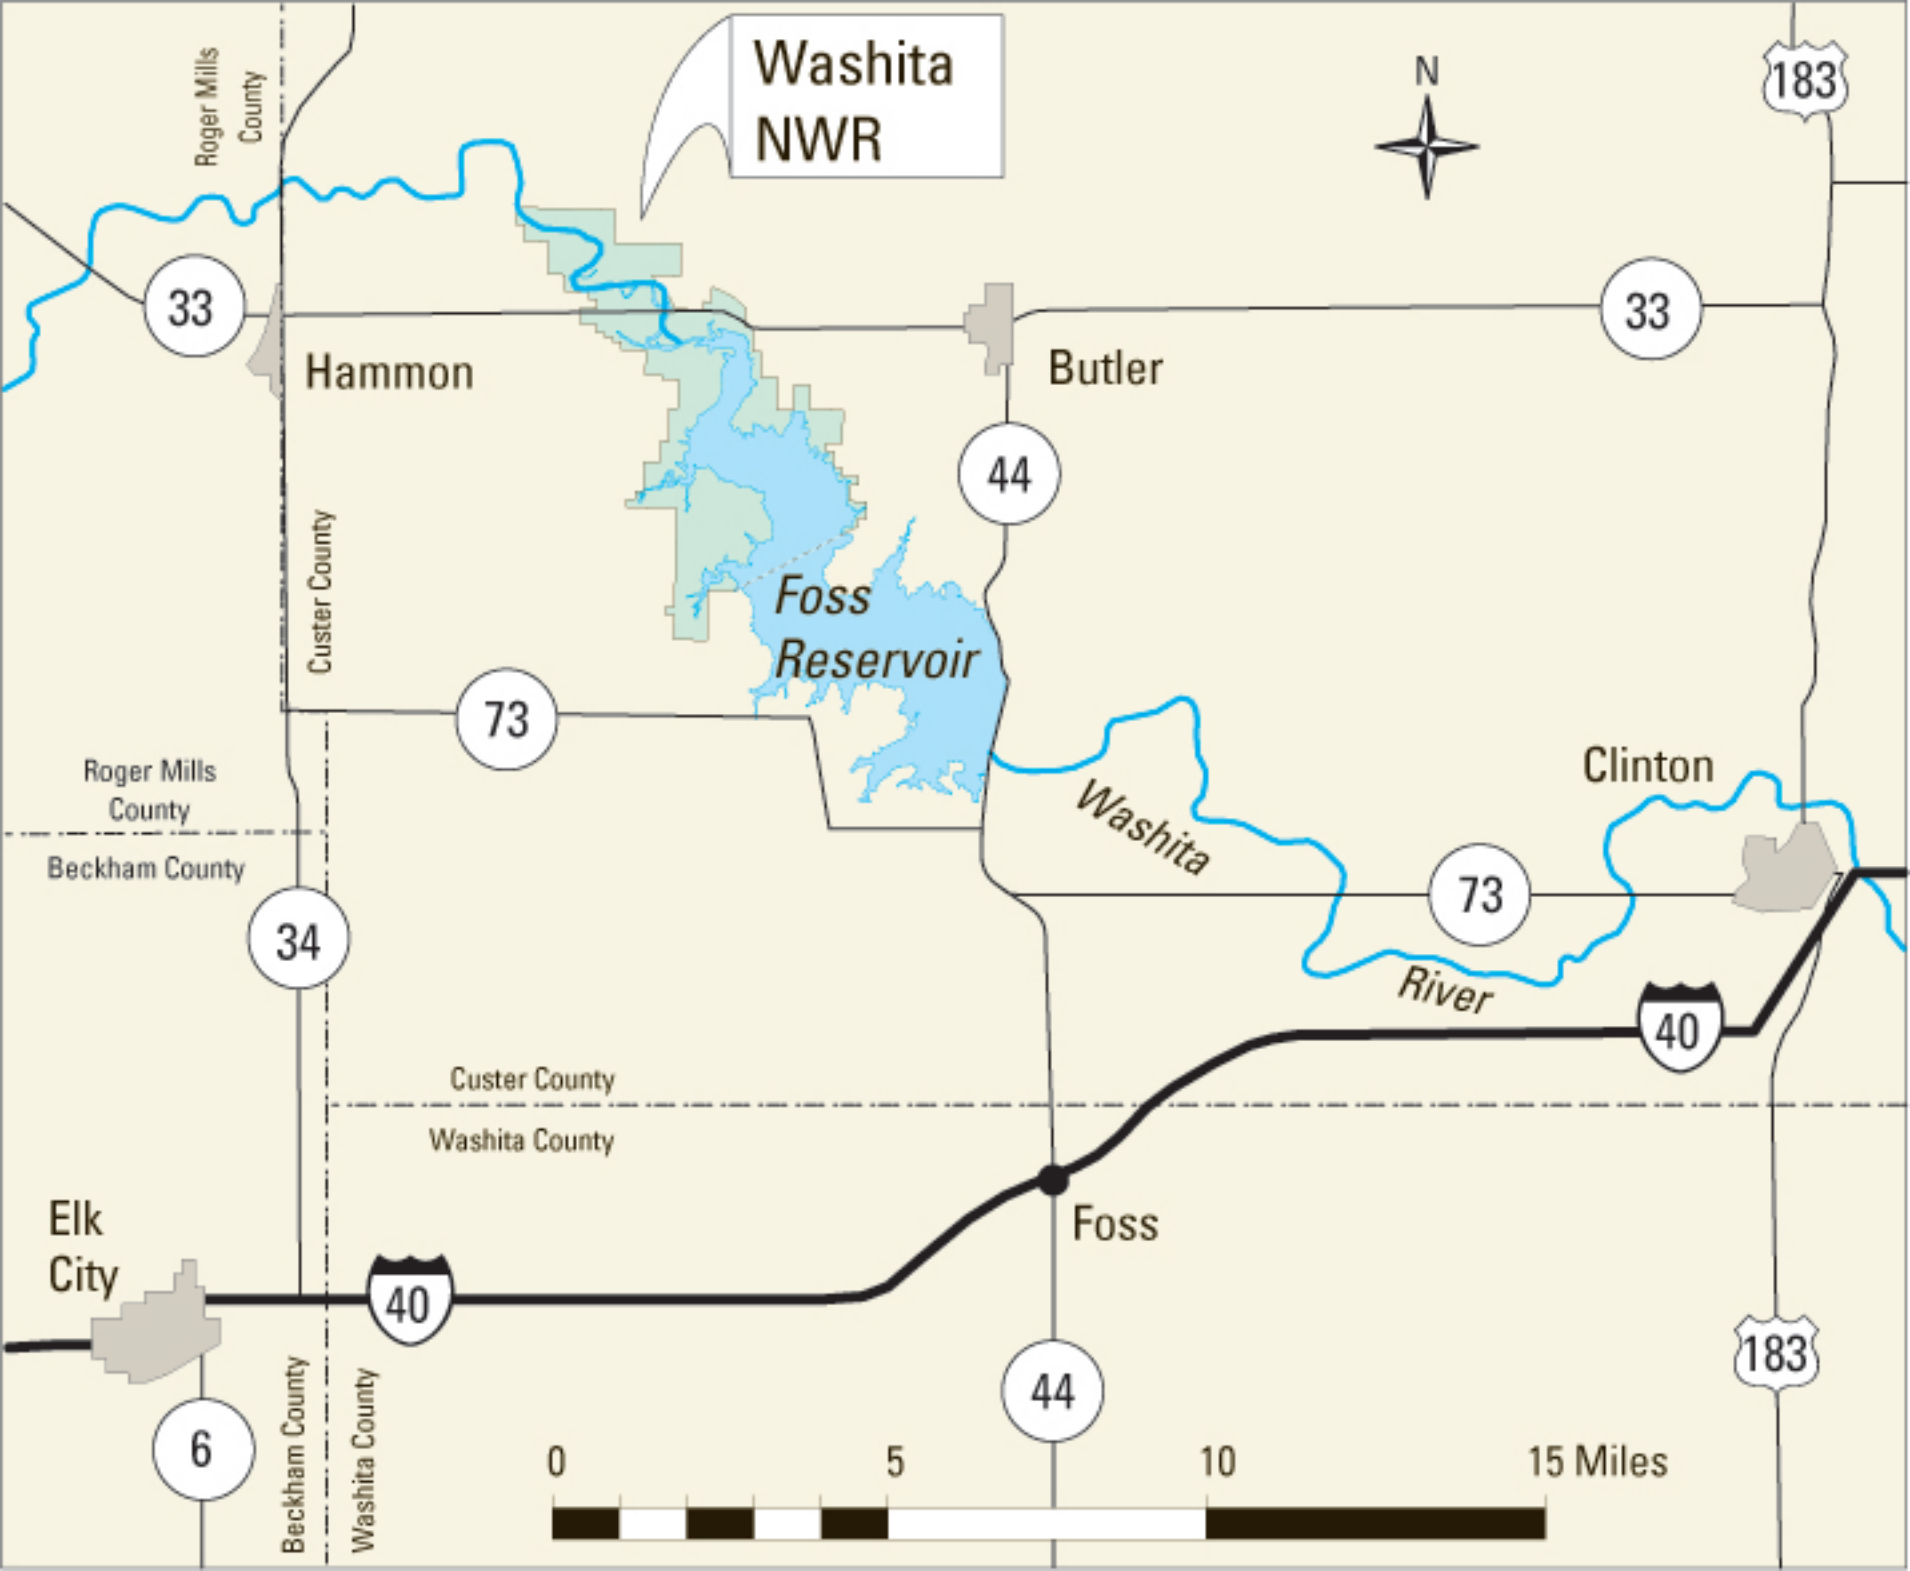 Roger Mills
County
Washita
NWR
N
183
33
33
Hammon
Butler
44
Custer County
Foss
Reservoir
73
Roger Mills
County
Beckham County
Washita
Clinton
73
34
River
40
Custer County
Washita County
Elk
City
Foss
40
183
44
6
Beckham County
Washita County
0 5 10 15 Miles